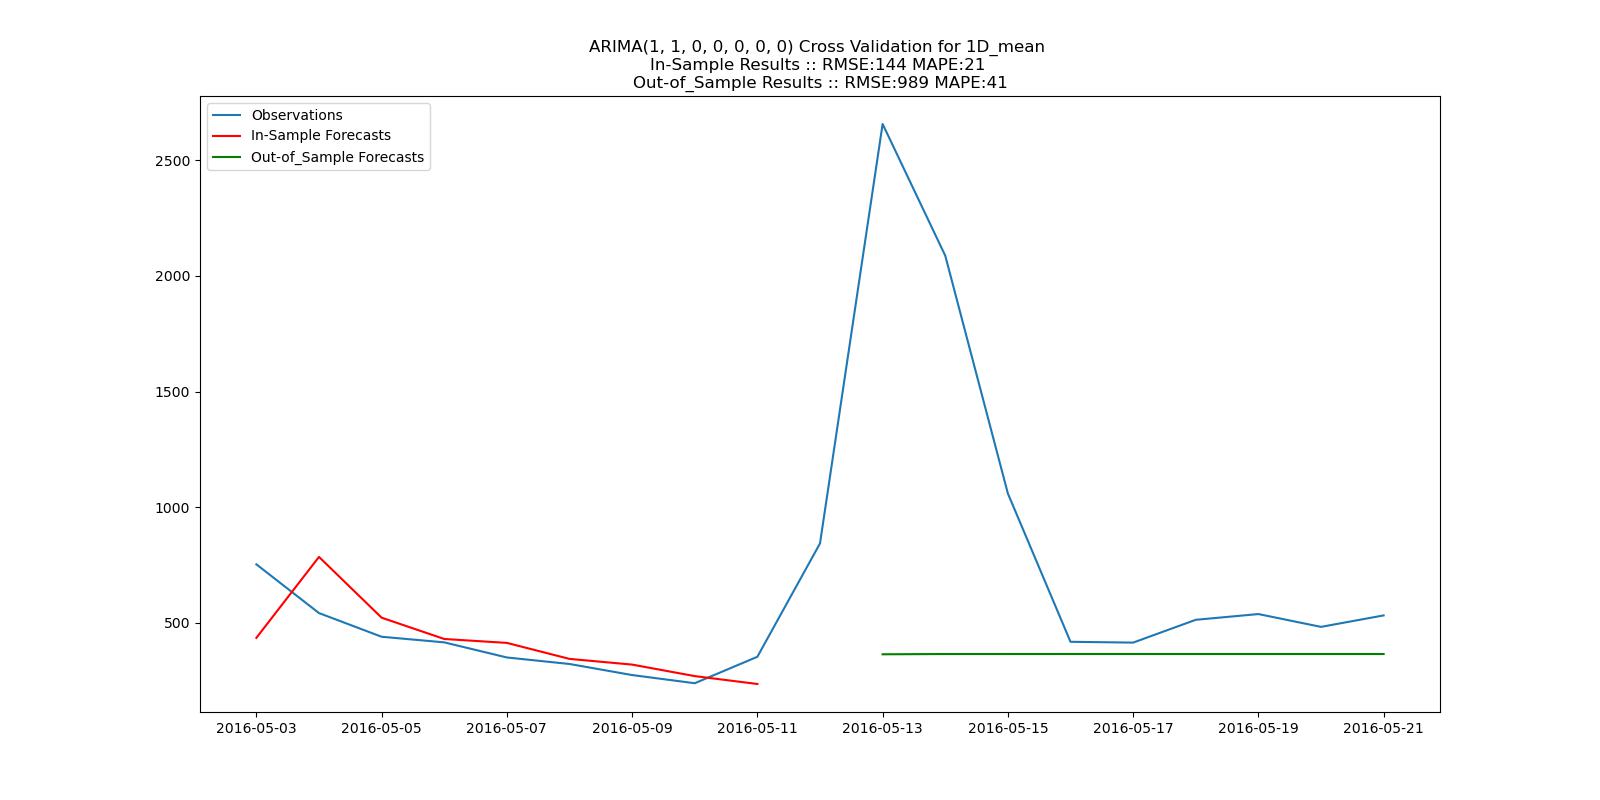 ARIMA(1, 1, 0, 0, 0, 0, 0) Cross Validation for 1D_mean
In-Sample Results :: RMSE:144 MAPE:21
Out-of_Sample Results :: RMSE:989 MAPE:41
Observations
In-Sample Forecasts
Out-of_Sample Forecasts
2500
2000
1500
1000
500
2016-05-03 2016-05-05 2016-05-07 2016-05-09 2016-05-11 2016-05-13 2016-05-15 2016-05-17 2016-05-19 2016-05-21